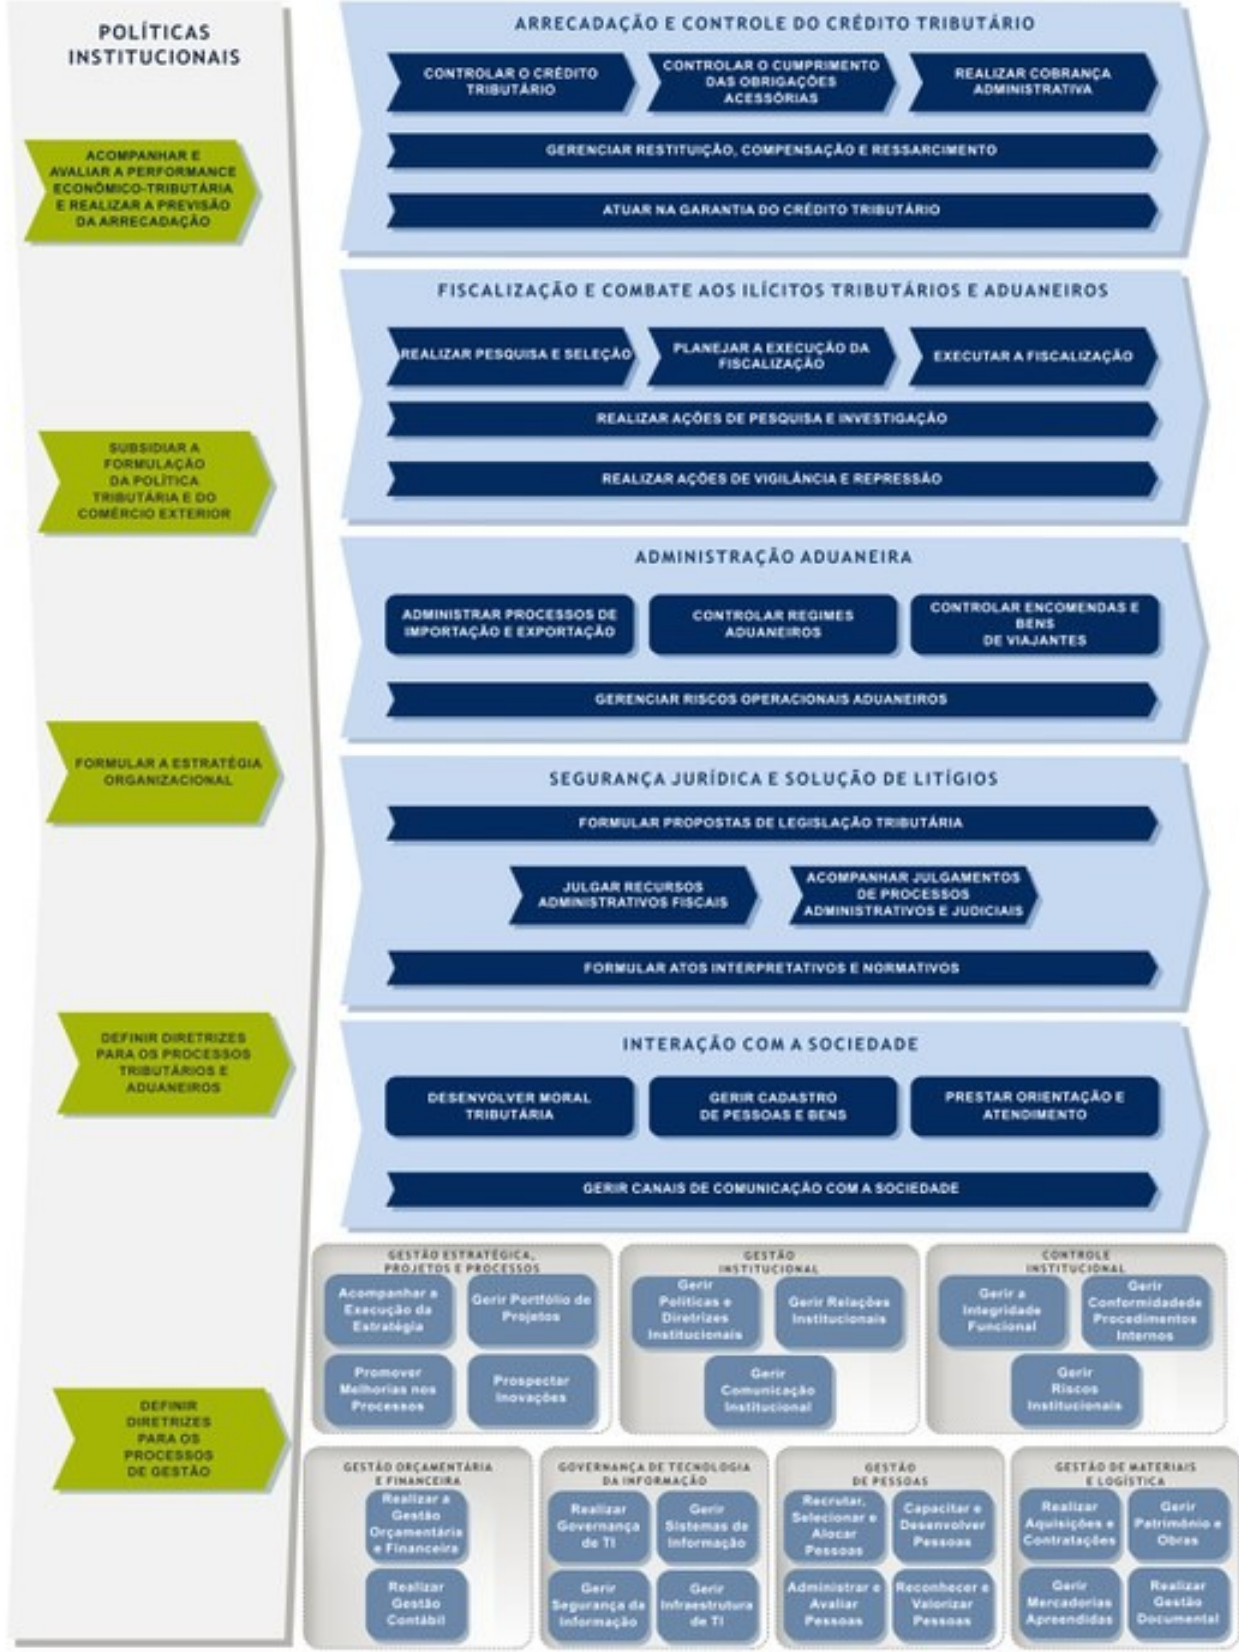 POLÍTICAS
INSTITUCIONAIS
ACOMPANHAR E
AVALIAR A PERFORMANCE
ECONÔMICO-TRIBUTÁRIA
E REALIZAR A PREVISÃO
DA ARRECADAÇÃO
SUBSIDIAR A
FORMULAÇÃO
DA POLÍTICA
TRIBUTÁRIA E DO
COMÉRCIO EXTERIOR
FORMULAR A ESTRATÉGIA
ORGANIZACIONAL
DEFINIR DIRETRIZES
PARA OS PROCESSOS
TRIBUTÁRIOS E
ADUANEIROS
DEFINIR
DIRETRIZES
PARA OS
PROCESSOS
DE GESTÃO
ARRECADAÇÃO E CONTROLE DO CRÉDITO TRIBUTÁRIO
CONTROLAR O CRÉDITO
TRIBUTÁRIO
CONTROLAR O CUMPRIMENTO
DAS OBRIGAÇÕES
ACESSÓRIAS
REALIZAR COBRANÇA
ADMINISTRATIVA
GERENCIAR RESTITUIÇÃO, COMPENSAÇÃO E RESSARCIMENTO
ATUAR NA GARANTIA DO CRÉDITO TRIBUTÁRIO
FISCALIZAÇÃO E COMBATE AOS ILÍCITOS TRIBUTÁRIOS E ADUANEIROS
REALIZAR PESQUISA E SELEÇÃO
PLANEJAR A EXECUÇÃO DA
FISCALIZAÇÃO
EXECUTAR A FISCALIZAÇÃO
REALIZAR AÇÕES DE PESQUISA E INVESTIGAÇÃO
REALIZAR AÇÕES DE VIGILÂNCIA E REPRESSÃO
ADMINISTRAÇÃO ADUANEIRA
ADMINISTRAR PROCESSOS DE
IMPORTAÇÃO E EXPORTAÇÃO
CONTROLAR REGIMES
ADUANEIROS
CONTROLAR ENCOMENDAS E
BENS
DE VIAJANTES
GERENCIAR RISCOS OPERACIONAIS ADUANEIROS
SEGURANÇA JURÍDICA E SOLUÇÃO DE LITÍGIOS
FORMULAR PROPOSTAS DE LEGISLAÇÃO TRIBUTÁRIA
JULGAR RECURSOS
ADMINISTRATIVOS FISCAIS
ACOMPANHAR JULGAMENTOS
DE PROCESSOS
ADMINISTRATIVOS E JUDICIAIS
FORMULAR ATOS INTERPRETATIVOS E NORMATIVOS
INTERAÇÃO COM A SOCIEDADE
DESENVOLVER MORAL
TRIBUTÁRIA
GERIR CADASTRO
DE PESSOAS E BENS
PRESTAR ORIENTAÇÃO E
ATENDIMENTO
GERIR CANAIS DE COMUNICAÇÃO COM A SOCIEDADE
GESTÃO ESTRATÉGICA,
PROJETOS E PROCESSOS
Acompanhar a
Execução da
Estratégia
Gerir Portfólio de
Projetos
Promover
Melhorias nos
Processos
Prospectar
Inovações
GESTÃO
INSTITUCIONAL
Gerir
Políticas e
Diretrizes
Institucionais
Gerir Relações
Institucionais
Gerir
Comunicação
Institucional
CONTROLE
INSTITUCIONAL
Gerir a
Integridade
Funcional
Gerir
Conformidadede
Procedimentos
Internos
Gerir
Riscos
Institucionais
GESTÃO ORÇAMENTÁRIA
E FINANCEIRA
Realizar a
Gestão
Orçamentária
e Financeira
Realizar
Gestão
Contábil
GOVERNANÇA DE TECNOLOGIA
DA INFORMAÇÃO
Realizar
Governança
de TI
Gerir
Sistemas de
Informação
Gerir
Segurança da
Informação
Gerir
Infraestrutura
de TI
GESTÃO
DE PESSOAS
Recrutar,
Selecionar e
Alocar
Pessoas
Capacitar e
Desenvolver
Pessoas
Administrar e
Avaliar
Pessoas
Reconhecer e
Valorizar
Pessoas
GESTÃO DE MATERIAIS
E LOGÍSTICA
Realizar
Aquisições e
Contratações
Gerir
Patrimônio e
Obras
Gerir
Mercadorias
Apreendidas
Realizar
Gestão
Documental